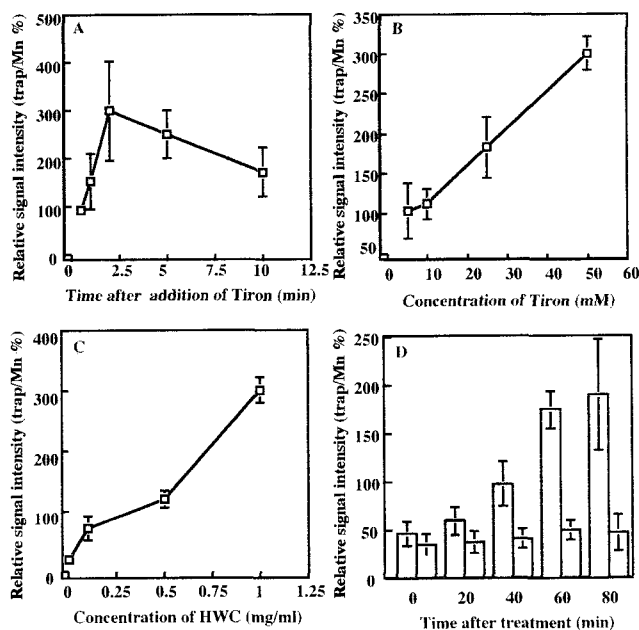 A
Relative signal intensity (trap/Mn %)
500
400
300
200
100
0
0 2.5 5 7.5 10 12.5
Time after addition of Tiron (min)
B
Relative signal intensity (trap/Mn %)
350
300
250
200
150
100
50
0 10 20 30 40 50 60
Concentration of Tiron (mM)
C
Relative signal intensity (trap/Mn %)
400
300
200
100
0
0 0.25 0.5 0.75 1 1.25
Concentration of HWC (mg/ml)
D
Relative signal intensity (trap/Mn %)
250
200
150
100
50
0
0 20 40 60 80
Time after treatment (min)